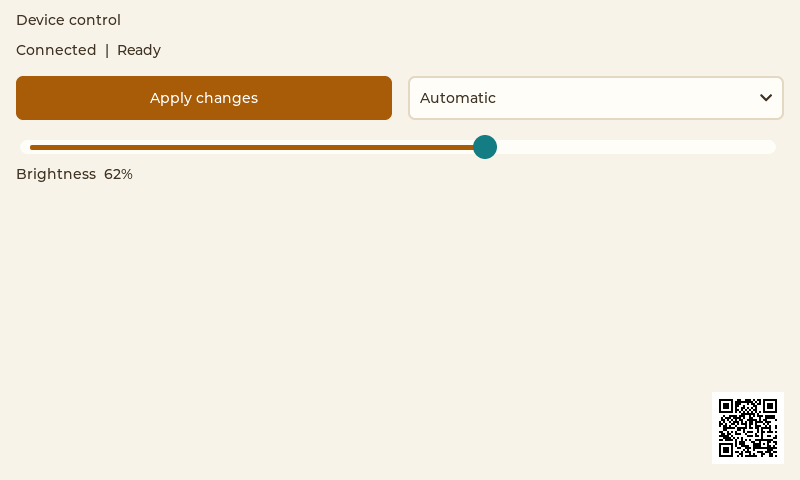 Device control
Connected | Ready
Apply changes
Automatic
Brightness 62%